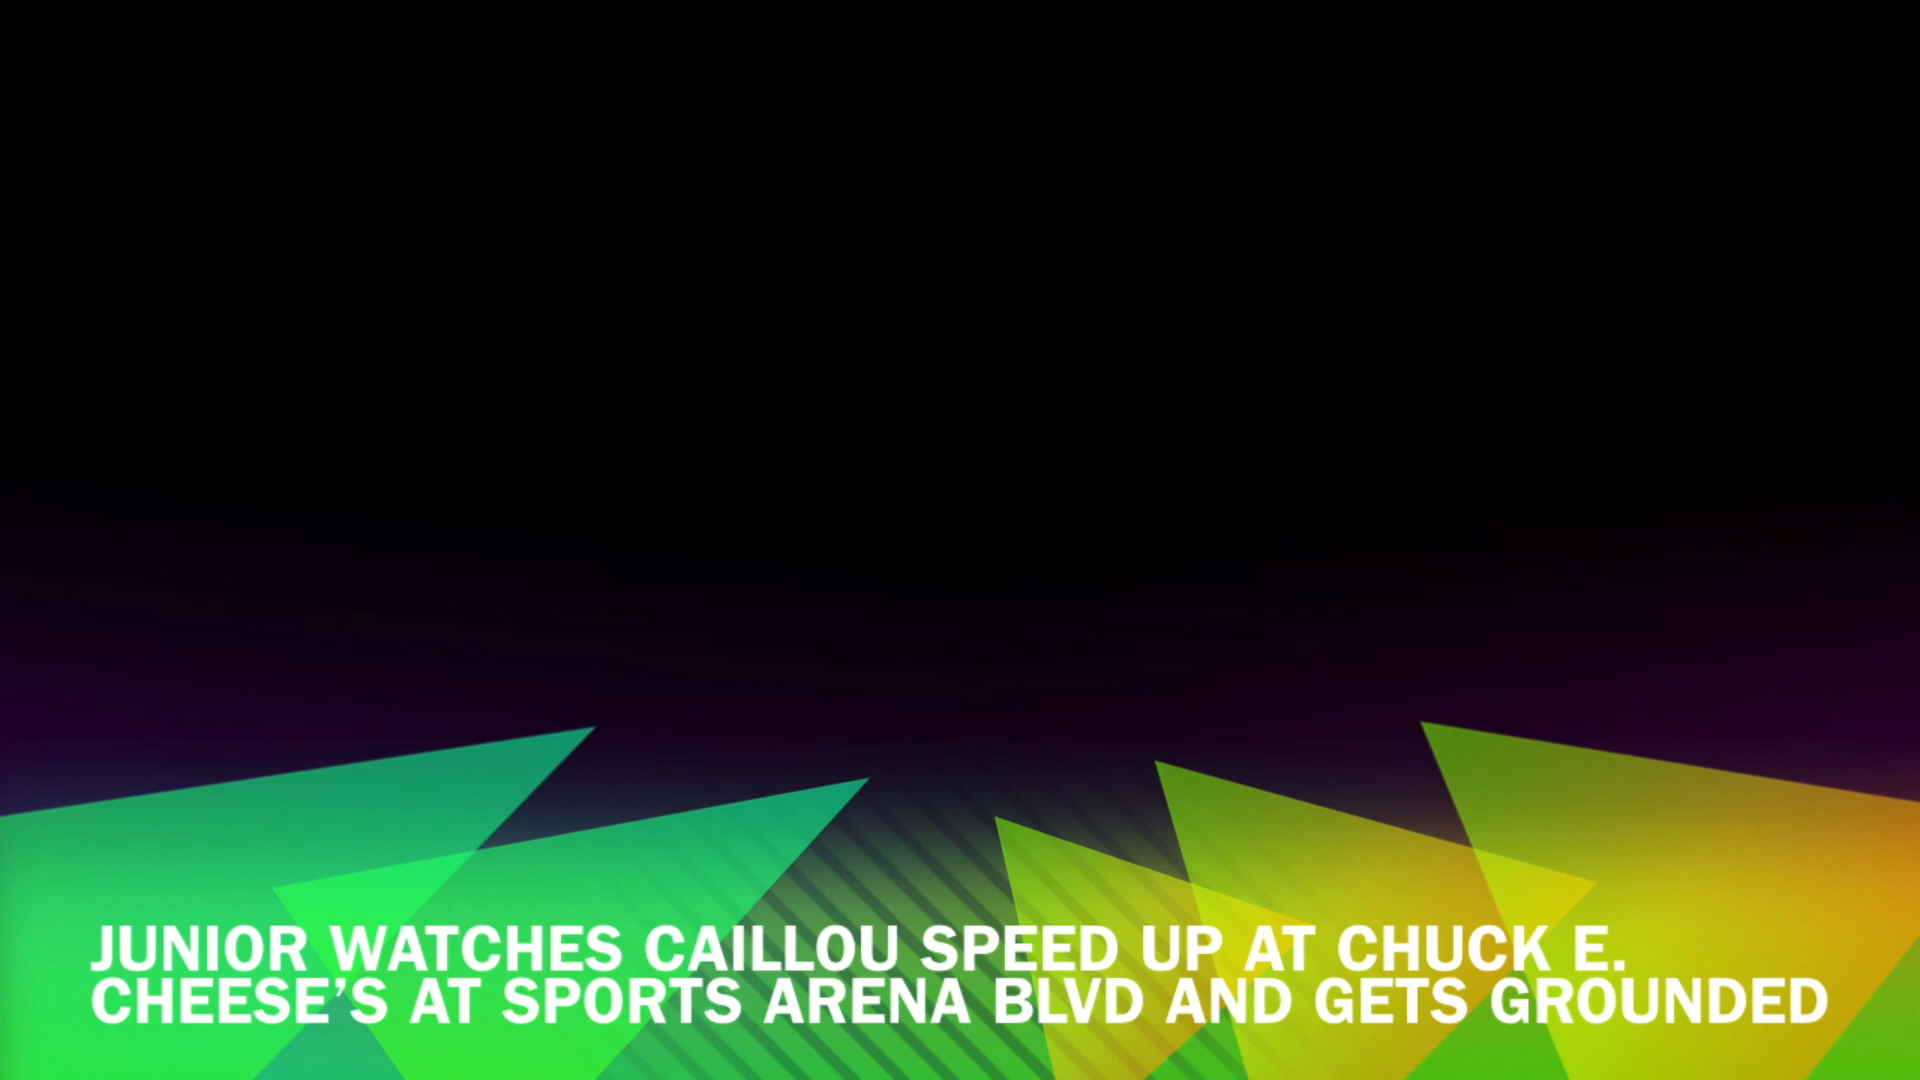 JUNIOR WATCHES CAILLOU SPEED UP AT CHUCK E.
CHEESE’S AT SPORTS ARENA BLVD AND GETS GROUNDED